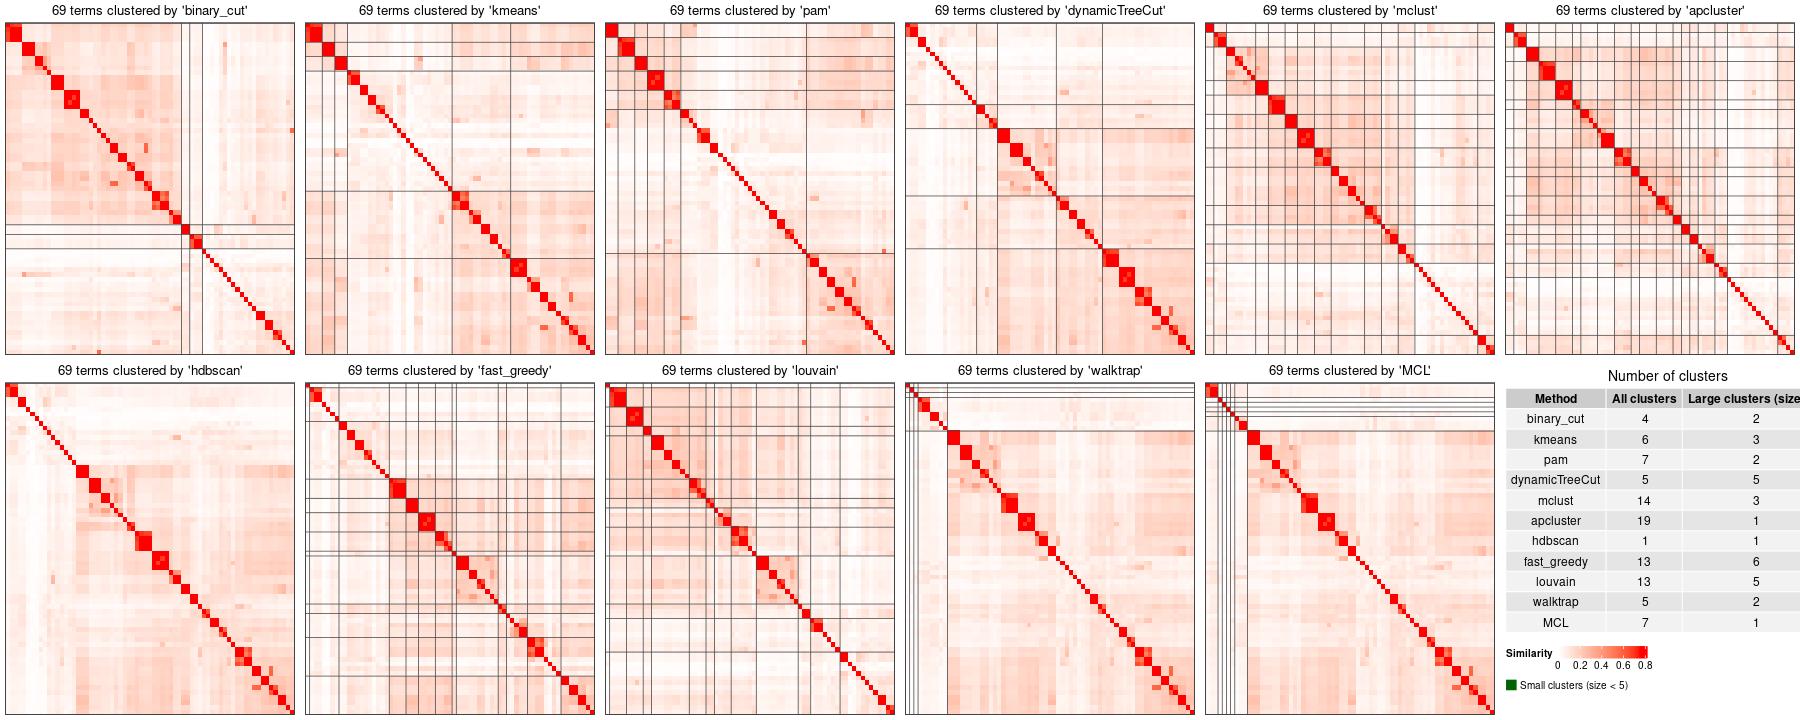 69 terms clustered by 'binary_cut'
69 terms clustered by 'kmeans'
69 terms clustered by 'pam'
69 terms clustered by 'dynamicTreeCut'
69 terms clustered by 'mclust'
69 terms clustered by 'apcluster'
69 terms clustered by 'hdbscan'
69 terms clustered by 'fast_greedy'
69 terms clustered by 'louvain'
69 terms clustered by 'walktrap'
69 terms clustered by 'MCL'
Number of clusters
Method All clusters Large clusters (size
binary_cut 4 2
kmeans 6 3
pam 7 2
dynamicTreeCut 5 5
mclust 14 3
apcluster 19 1
hdbscan 1 1
fast_greedy 13 6
louvain 13 5
walktrap 5 2
MCL 7 1
Similarity
0 0.2 0.4 0.6 0.8
Small clusters (size < 5)